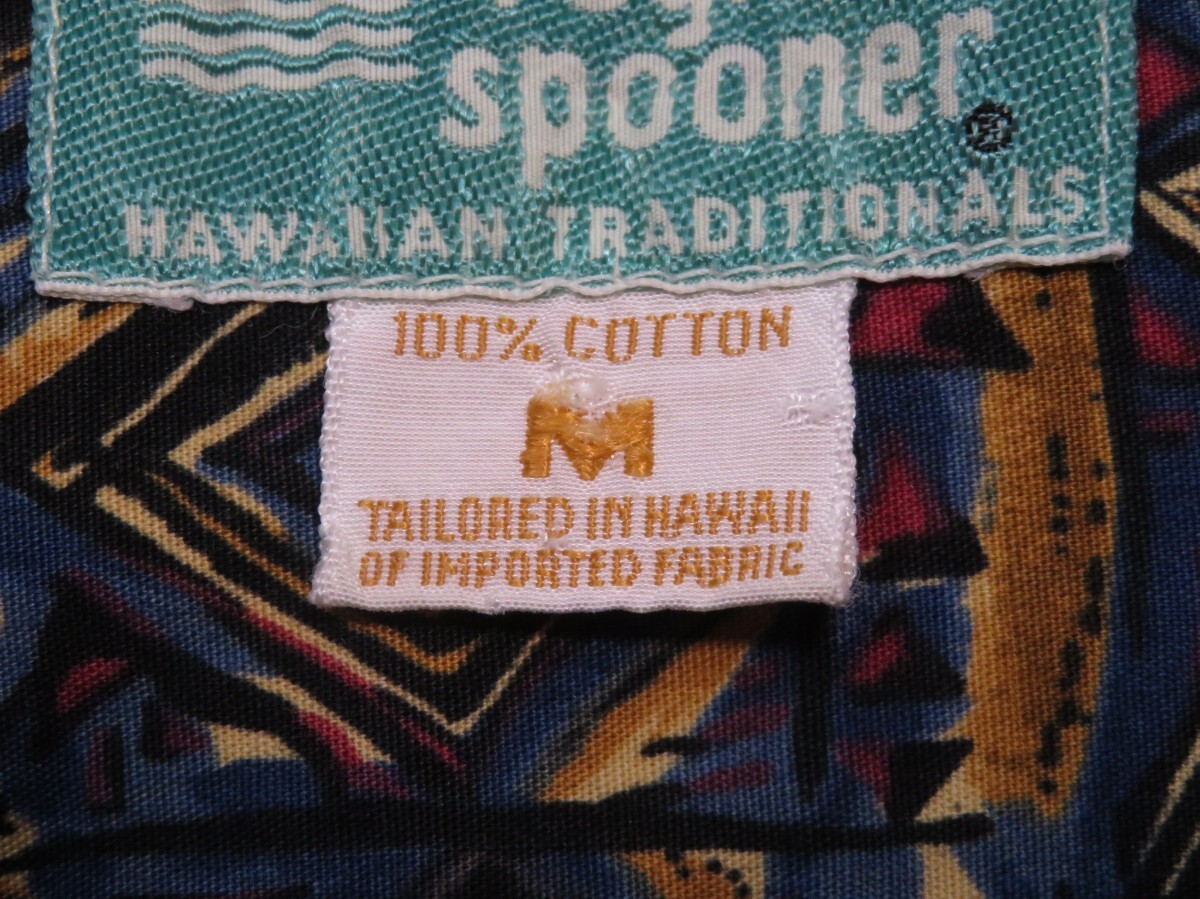 spooner
HAWAIIAN TRADITIONALS
100% COTTON
M
TAILORED IN HAWAII
OF IMPORTED FABRIC